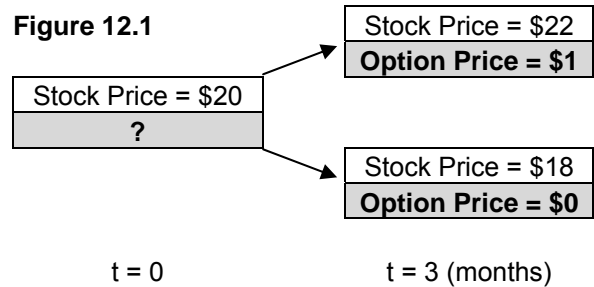 Figure 12.1
Stock Price = $22
Option Price = $1
Stock Price = $20
?
Stock Price = $18
Option Price = $0
t = 0
t = 3 (months)